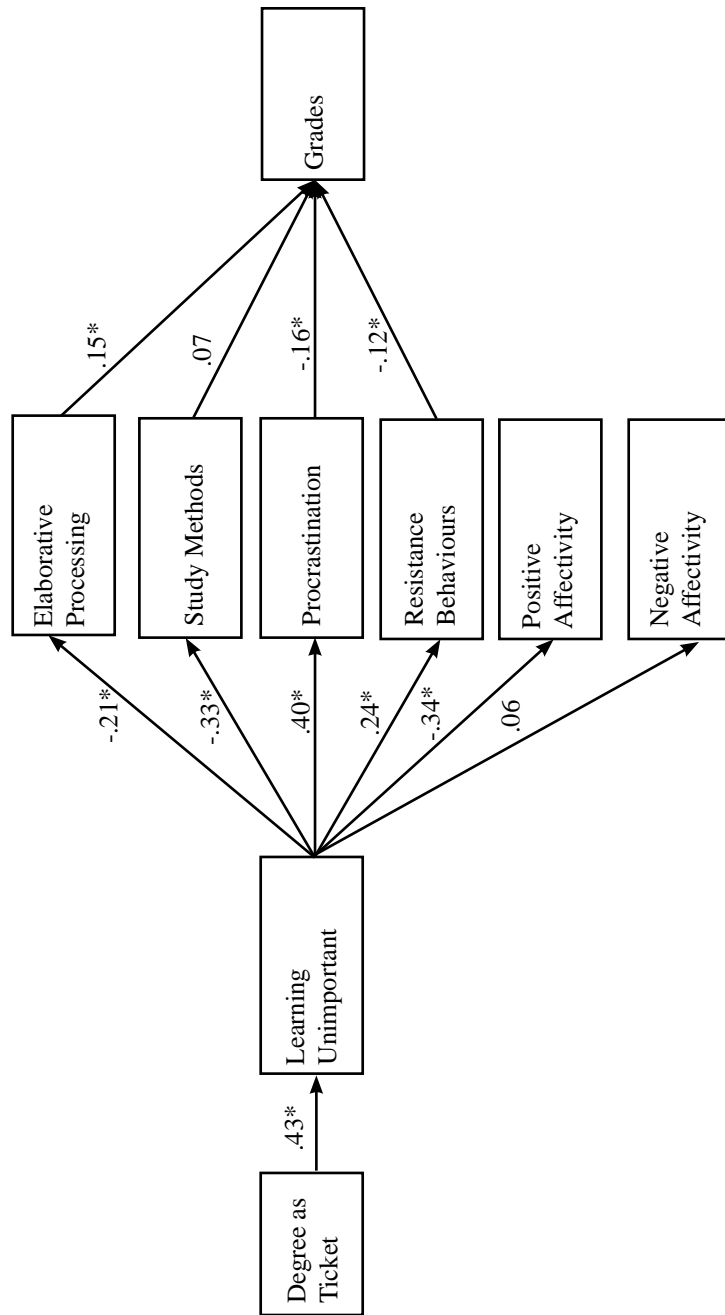 Degree as
Ticket
.43*
Learning
Unimportant
-.21*
-.33*
.40*
.24*
-.34*
.06
Elaborative
Processing
Study Methods
Procrastination
Resistance
Behaviours
Positive
Affectivity
Negative
Affectivity
.15*
.07
-.16*
-.12*
Grades